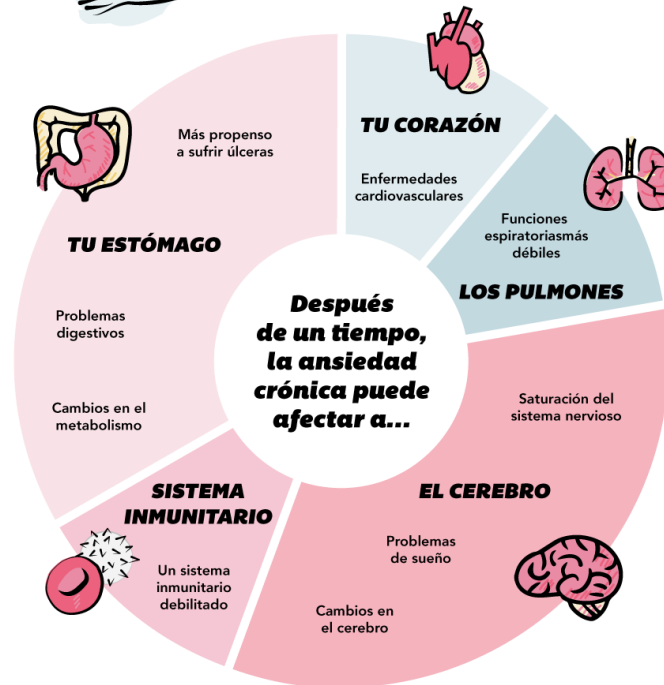 Después
de un tiempo,
la ansiedad
crónica puede
afectar a...
TU CORAZÓN
Enfermedades
cardiovasculares
Funciones
espiratoriasmás
débiles
LOS PULMONES
Saturación del
sistema nervioso
EL CEREBRO
Problemas
de sueño
Cambios en
el cerebro
SISTEMA
INMUNITARIO
Un sistema
inmunitario
debilitado
Más propenso
a sufrir úlceras
TU ESTÓMAGO
Problemas
digestivos
Cambios en el
metabolismo